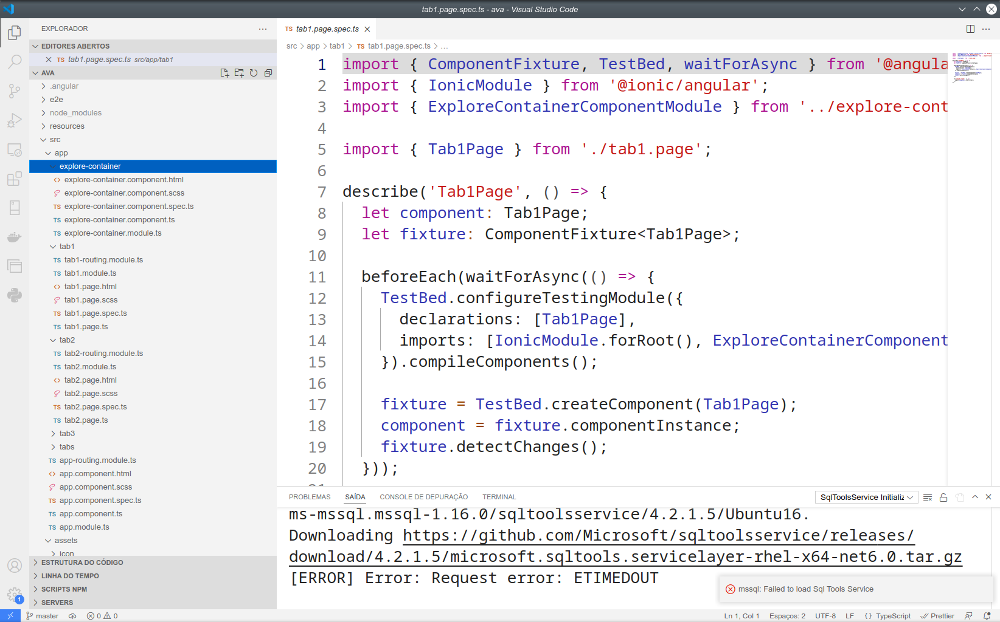 tab1.page.spec.ts - ava - Visual Studio Code
EXPLORADOR
EDITORES ABERTOS
TS tab1.page.spec.ts src/app/tab1
AVA
.angular
e2e
node_modules
resources
src
app
explore-container
explore-container.component.html
explore-container.component.scss
TS explore-container.component.spec.ts
TS explore-container.component.ts
TS explore-container.module.ts
tab1
TS tab1-routing.module.ts
TS tab1.module.ts
tab1.page.html
tab1.page.scss
TS tab1.page.spec.ts
TS tab1.page.ts
tab2
TS tab2-routing.module.ts
TS tab2.module.ts
tab2.page.html
tab2.page.scss
TS tab2.page.spec.ts
TS tab2.page.ts
tab3
tabs
TS app-routing.module.ts
app.component.html
app.component.scss
TS app.component.spec.ts
TS app.component.ts
TS app.module.ts
assets
icon
ESTRUTURA DO CÓDIGO
LINHA DO TEMPO
SCRIPTS NPM
SERVERS
1
TS tab1.page.spec.ts
src > app > tab1 > TS tab1.page.spec.ts > ...
1 import { ComponentFixture, TestBed, waitForAsync } from '@angula
2 import { IonicModule } from '@ionic/angular';
3 import { ExploreContainerComponentModule } from '../explore-cont
4
5 import { Tab1Page } from './tab1.page';
6
7 describe('Tab1Page', () => {
8 let component: Tab1Page;
9 let fixture: ComponentFixture<Tab1Page>;
10
11 beforeEach(waitForAsync(() => {
12 TestBed.configureTestingModule({
13 declarations: [Tab1Page],
14 imports: [IonicModule.forRoot(), ExploreContainerComponent
15 }).compileComponents();
16
17 fixture = TestBed.createComponent(Tab1Page);
18 component = fixture.componentInstance;
19 fixture.detectChanges();
20 }));
PROBLEMAS SAÍDA CONSOLE DE DEPURAÇÃO TERMINAL SqlToolsService Initializ
ms-mssql.mssql-1.16.0/sqltoolsservice/4.2.1.5/Ubuntu16.
Downloading https://github.com/Microsoft/sqltoolsservice/releases/
download/4.2.1.5/microsoft.sqltools.servicelayer-rhel-x64-net6.0.tar.gz
[ERROR] Error: Request error: ETIMEDOUT
mssql: Failed to load Sql Tools Service
master 0 0 Ln 1, Col 1 Espaços: 2 UTF-8 LF {} TypeScript Prettier